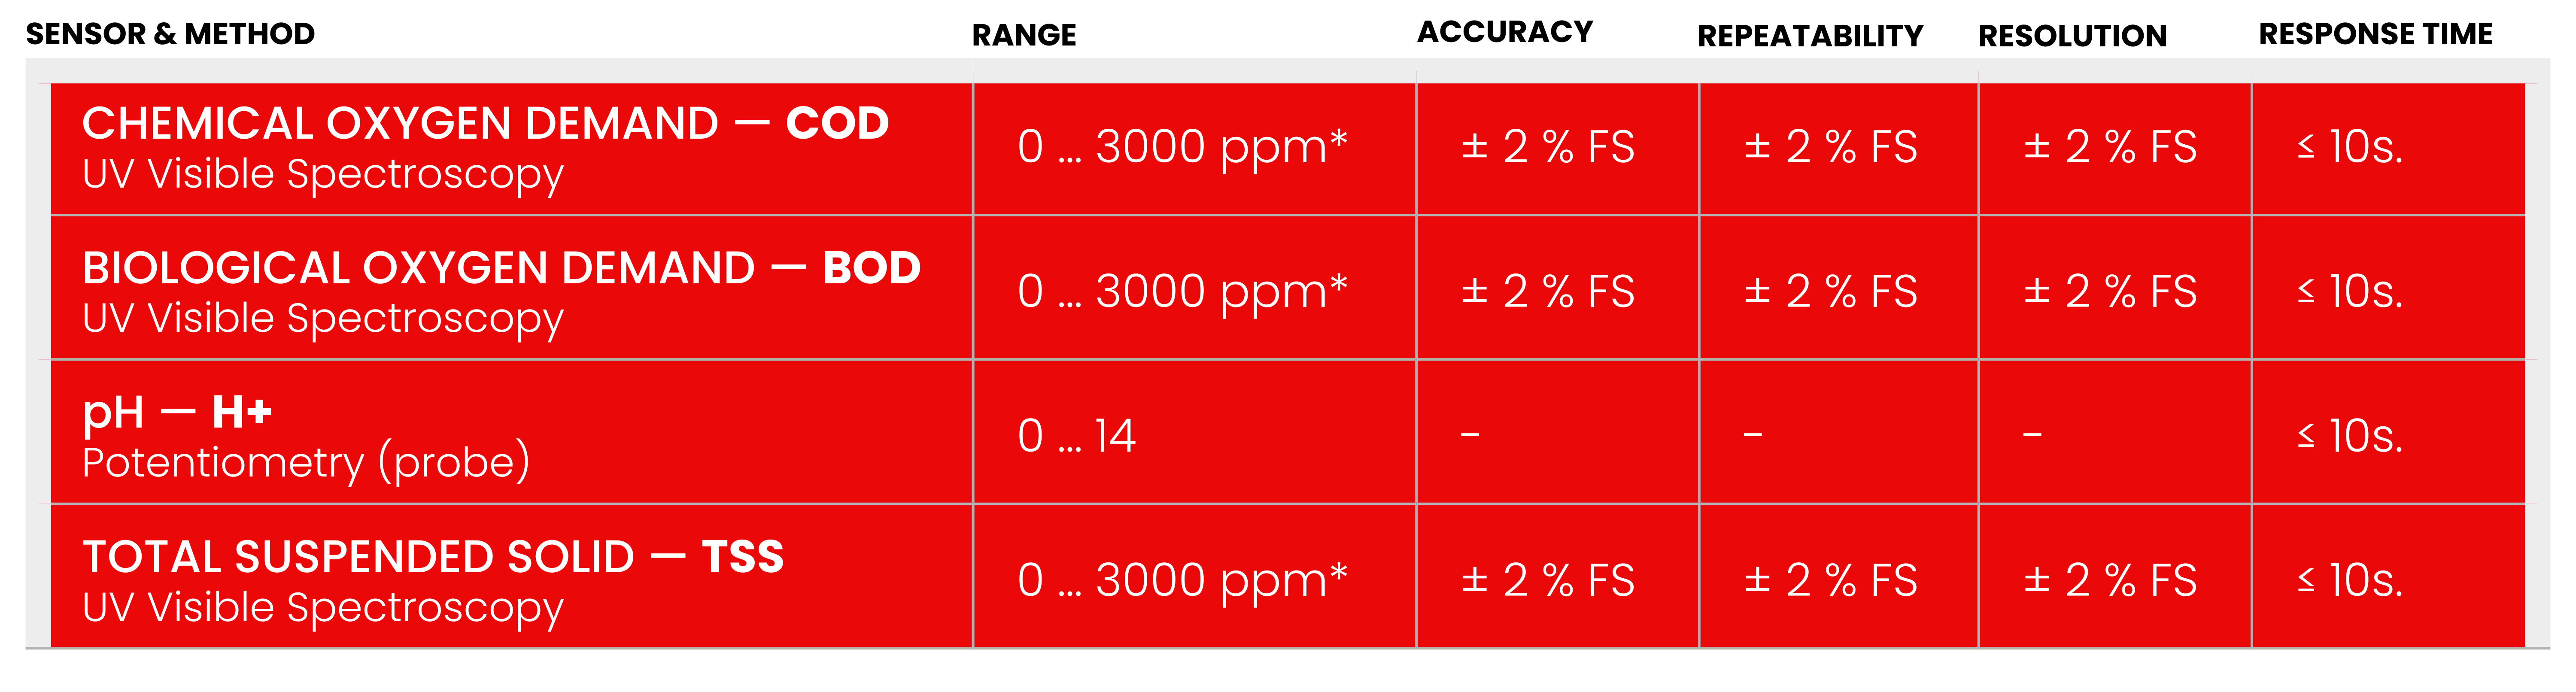 SENSOR & METHOD RANGE ACCURACY REPEATABILITY RESOLUTION RESPONSE TIME
CHEMICAL OXYGEN DEMAND — COD
UV Visible Spectroscopy
0 ... 3000 ppm* ± 2 % FS ± 2 % FS ± 2 % FS ≤ 10s.
BIOLOGICAL OXYGEN DEMAND — BOD
UV Visible Spectroscopy
0 ... 3000 ppm* ± 2 % FS ± 2 % FS ± 2 % FS ≤ 10s.
pH — H+
Potentiometry (probe)
0 ... 14 - - - ≤ 10s.
TOTAL SUSPENDED SOLID — TSS
UV Visible Spectroscopy
0 ... 3000 ppm* ± 2 % FS ± 2 % FS ± 2 % FS ≤ 10s.